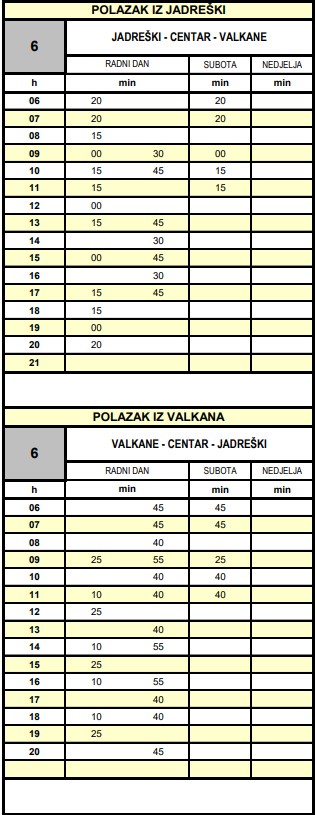 POLAZAK IZ JADREŠKI
6 JADREŠKI - CENTAR - VALKANE
RADNI DAN SUBOTA NEDJELJA
h min min min
06 20 20
07 20 20
08 15
09 00 30 00
10 15 45 15
11 15 15
12 00
13 15 45
14 30
15 00 45
16 30
17 15 45
18 15
19 00
20 20
21
POLAZAK IZ VALKANA
6 VALKANE - CENTAR - JADREŠKI
RADNI DAN SUBOTA NEDJELJA
h min min min
06 45 45
07 45 45
08 40
09 25 55 25
10 40 40
11 10 40 40
12 25
13 40
14 10 55
15 25
16 10 55
17 40
18 10 40
19 25
20 45